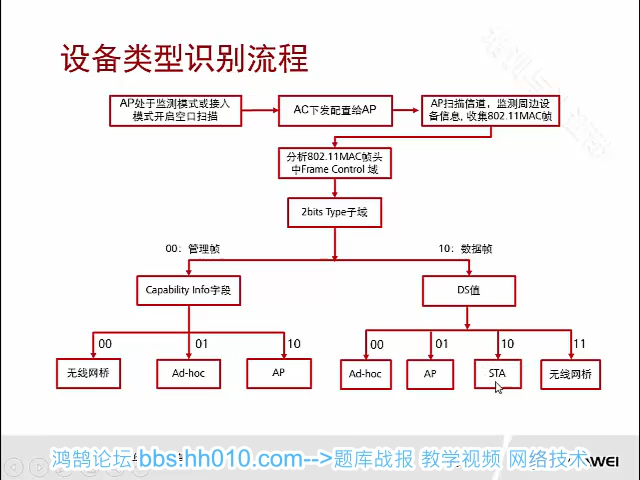 设备类型识别流程
AP处于监测模式或接入
模式开启空口扫描
AC下发配置给AP
AP扫描信道，监测周边设
备信息, 收集802.11MAC帧
分析802.11MAC帧头
中Frame Control 域
2bits Type子域
00：管理帧
10：数据帧
Capability Info字段
DS值
00
01
10
00
01
10
11
无线网桥
Ad-hoc
AP
Ad-hoc
AP
STA
无线网桥
鸿鹄论坛 bbshh010.com-->题库战报 教学视频 网络技术